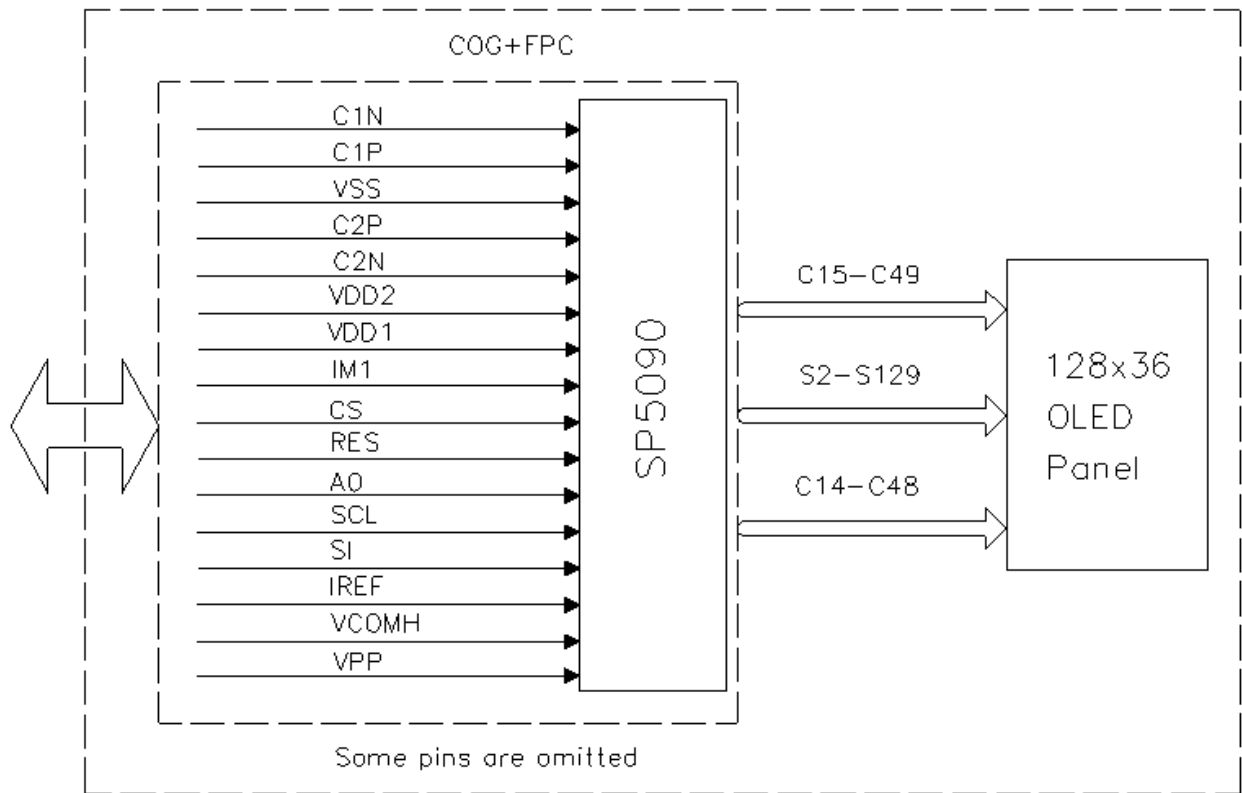 COG+FPC
C1N
C1P
VSS
C2P
C2N
VDD2
VDD1
IM1
CS
RES
A0
SCL
SI
IREF
VCOMH
VPP
SP5090
C15-C49
S2-S129
C14-C48
128x36
OLED
Panel
Some pins are omitted